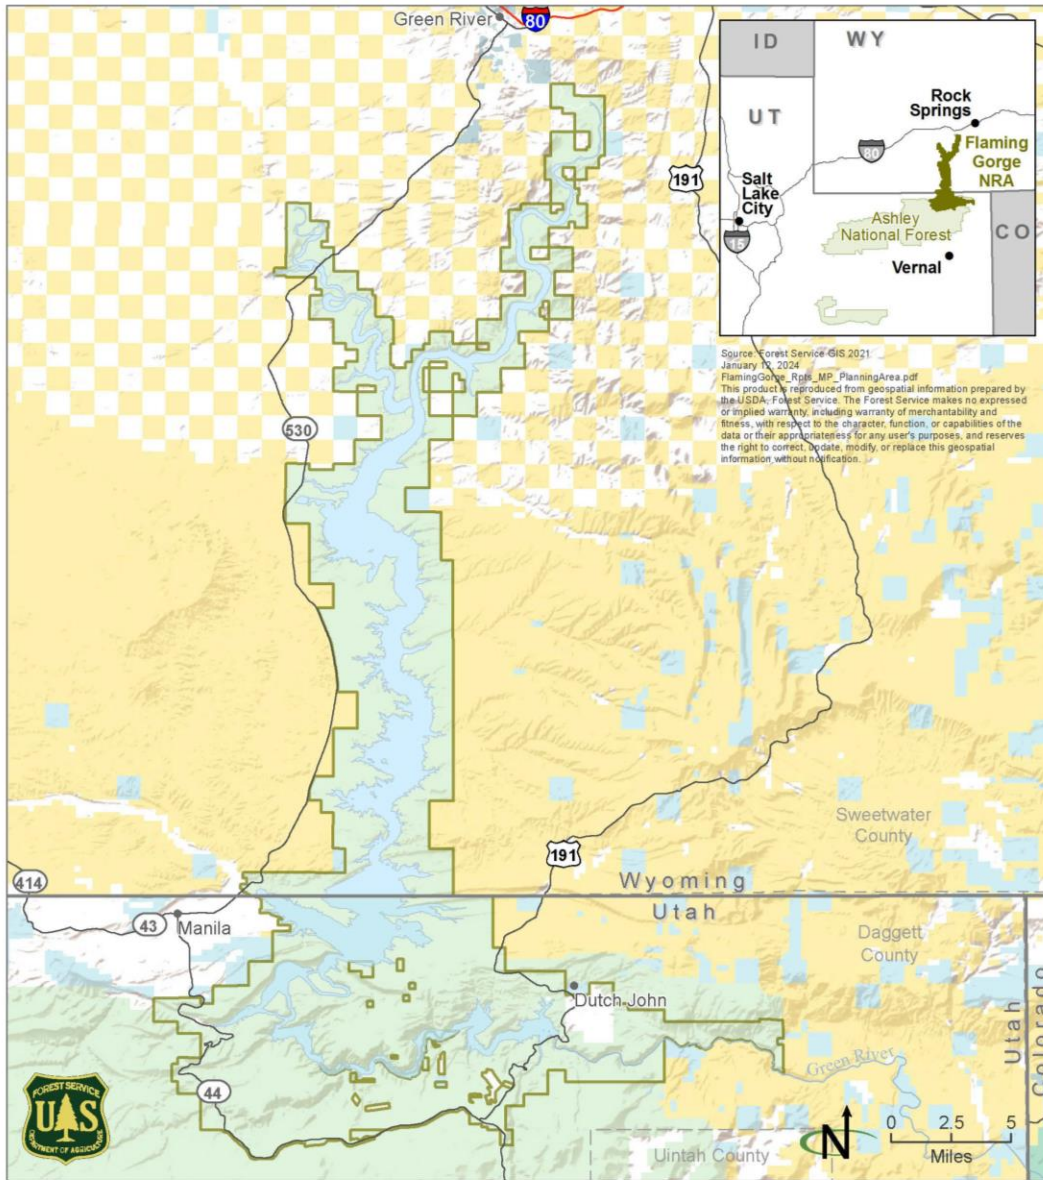 Green River
80
ID
WY
UT
Rock
Springs
80
Flaming
Gorge
NRA
Salt
Lake
City
15
Ashley
National Forest
CO
Vernal
191
530
Source: Forest Service GIS 2021
January 12, 2024
FlamingGorge_Rpts_MP_PlanningArea.pdf
This product is reproduced from geospatial information prepared by
the USDA, Forest Service. The Forest Service makes no expressed
or implied warranty, including warranty of merchantability and
fitness, with respect to the character, function, or capabilities of the
data or their appropriateness for any user's purposes, and reserves
the right to correct, update, modify, or replace this geospatial
information without notification.
Sweetwater
County
191
414
Wyoming
Utah
43
Manila
Daggett
County
Dutch John
Utah
Colorado
Green River
44
FOREST SERVICE
U S
DEPARTMENT OF AGRICULTURE
Uintah County
N
0 2.5 5
Miles